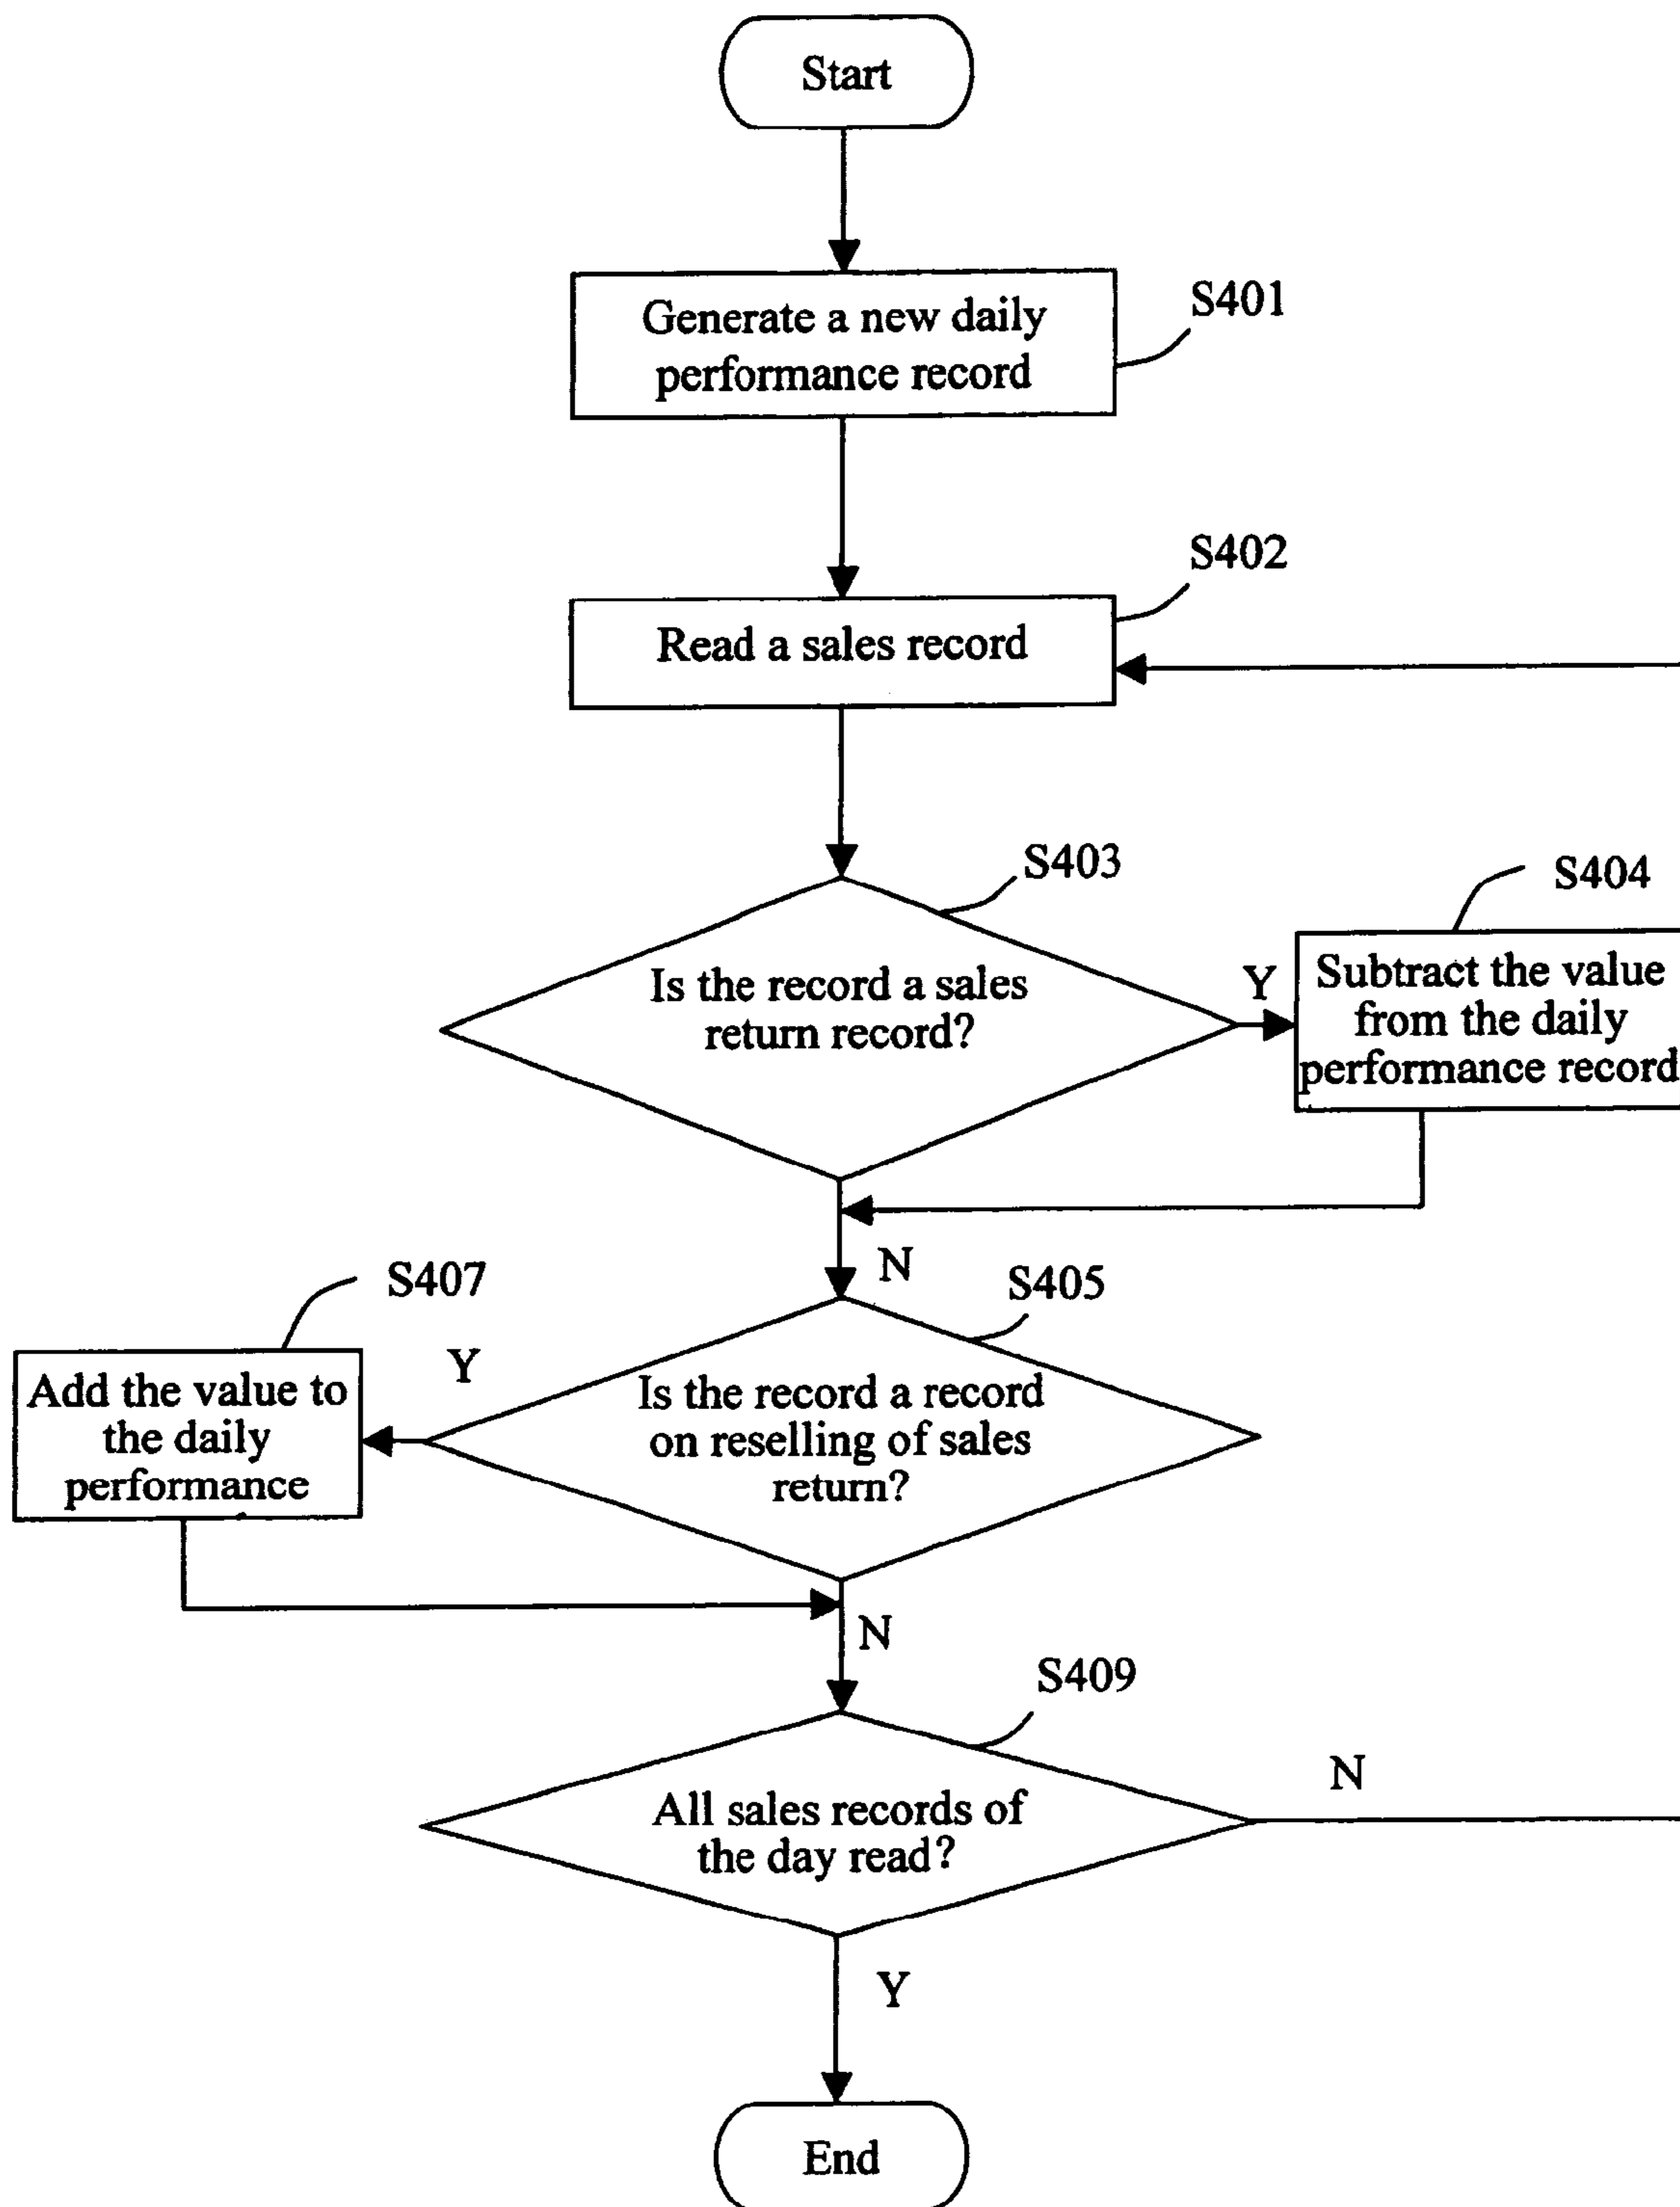 Start
Generate a new daily
performance record
S401
S402
Read a sales record
S403
S404
Is the record a sales
return record?
Y
Subtract the value
from the daily
performance record
N
S407
S405
Y
Add the value to
the daily
performance
Is the record a record
on reselling of sales
return?
N
S409
N
All sales records of
the day read?
Y
End